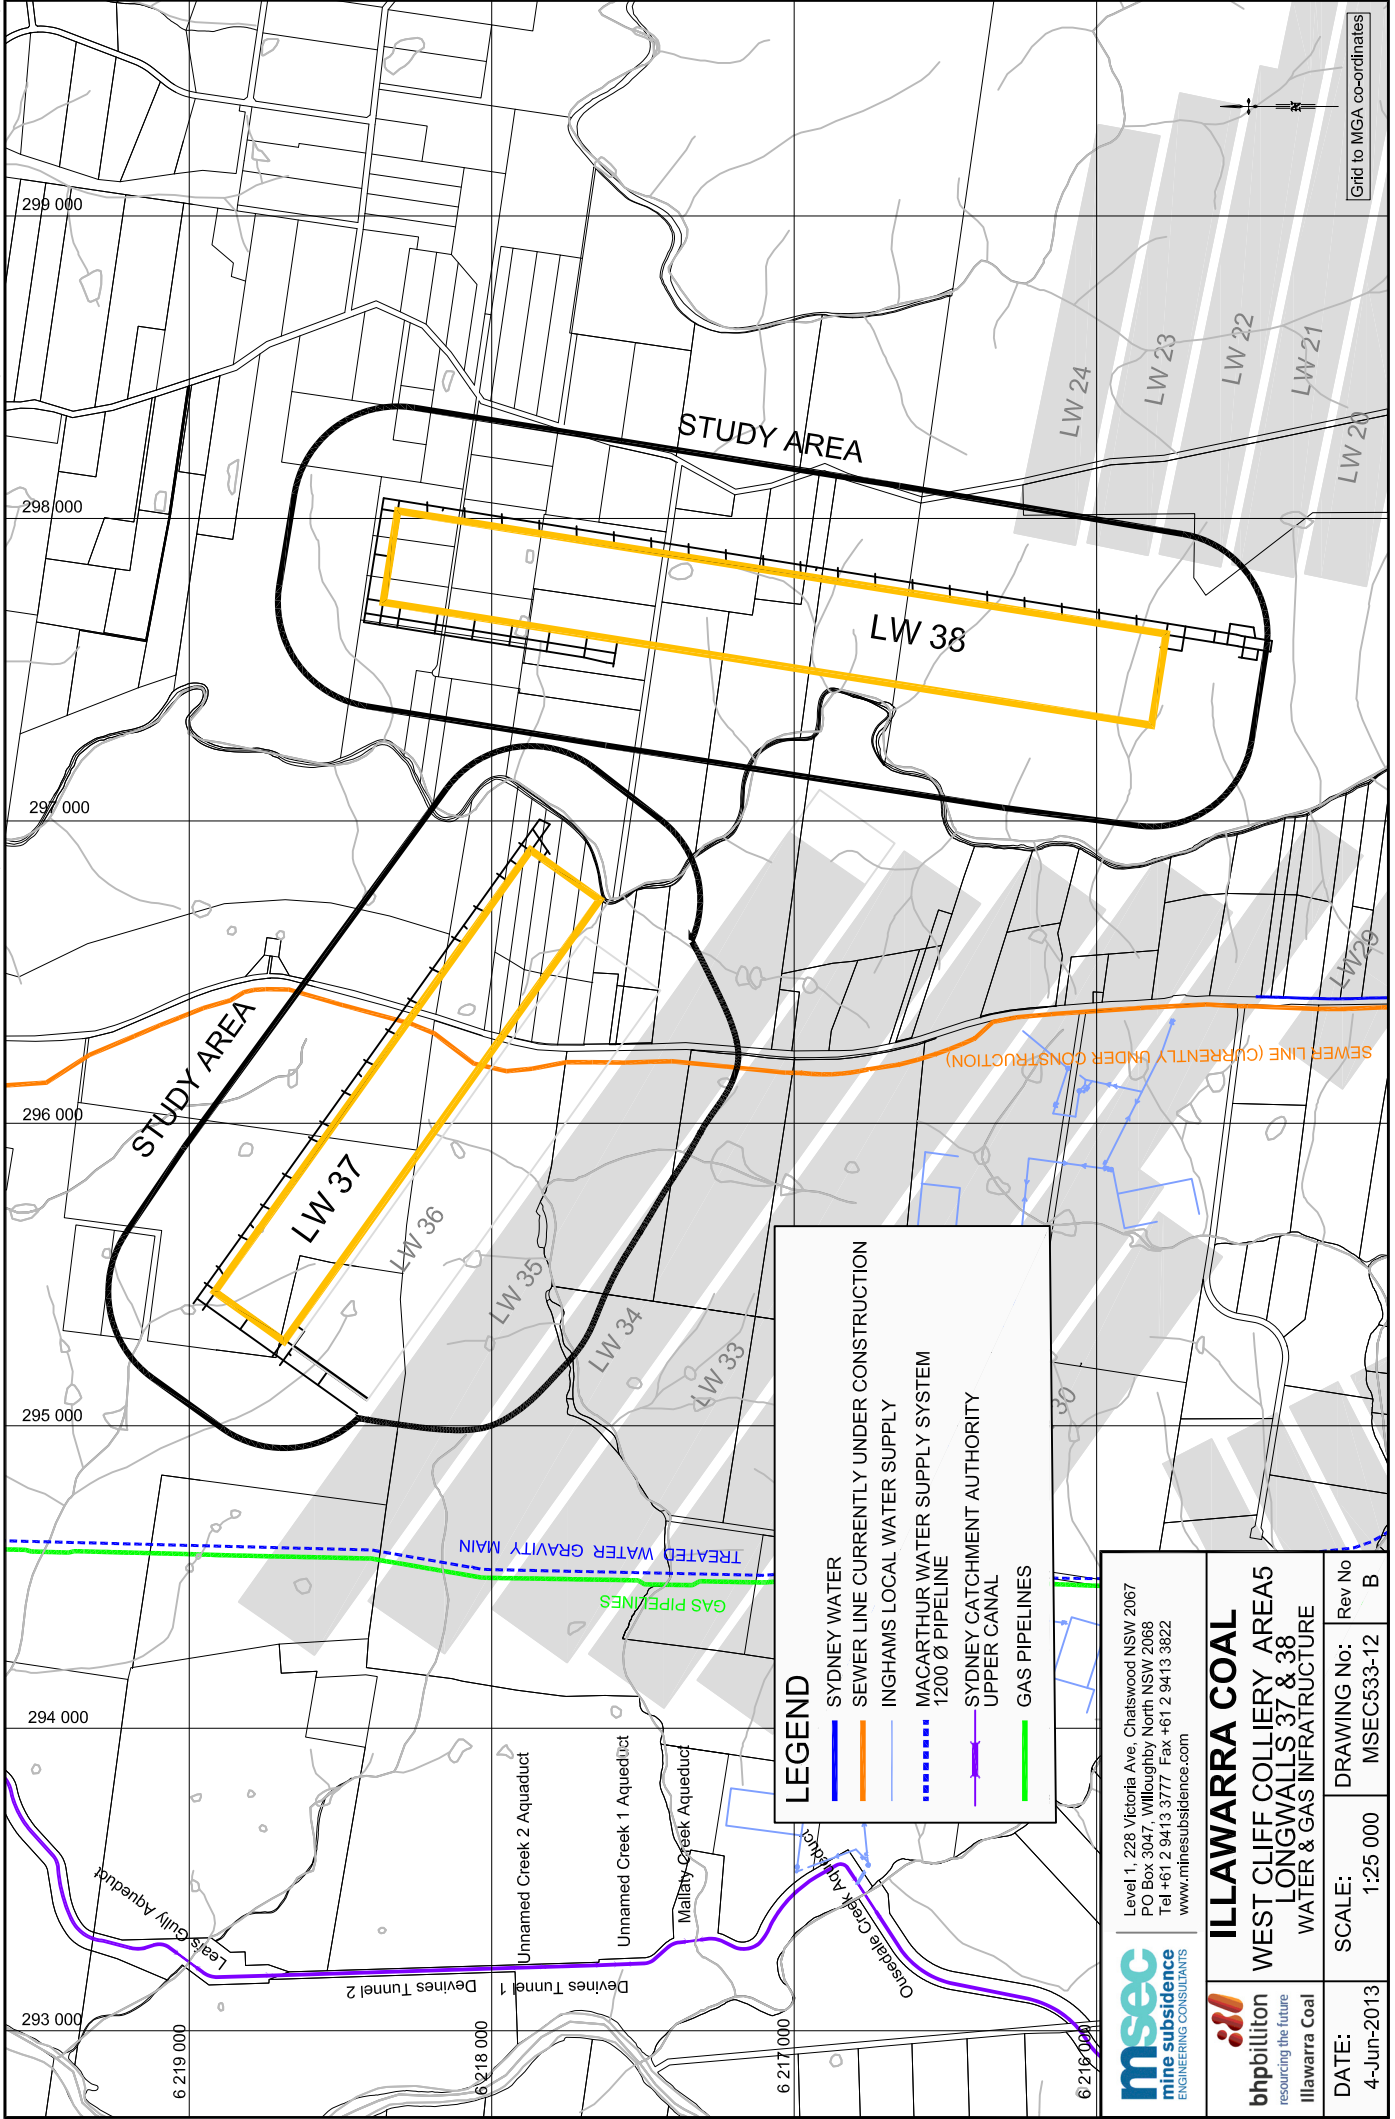 Grid to MGA co-ordinates
299 000
298 000
297 000
296 000
295 000
294 000
293 000
6 219 000
6 218 000
6 217 000
6 216 000
STUDY AREA
STUDY AREA
LW 38
LW 37
LW 36
LW 35
LW 34
LW 33
30
LW29
LW 24
LW 23
LW 22
LW 21
LW 20
SEWER LINE (CURRENTLY UNDER CONSTRUCTION)
TREATED WATER GRAVITY MAIN
GAS PIPELINES
Leafs Gully Aqueduct
Devines Tunnel 2
Devines Tunnel 1
Unnamed Creek 2 Aquaduct
Unnamed Creek 1 Aqueduct
Mallaty Creek Aqueduct
Ousedale Creek Aqueduct
LEGEND
SYDNEY WATER
SEWER LINE CURRENTLY UNDER CONSTRUCTION
INGHAMS LOCAL WATER SUPPLY
MACARTHUR WATER SUPPLY SYSTEM
1200 Ø PIPELINE
SYDNEY CATCHMENT AUTHORITY
UPPER CANAL
GAS PIPELINES
msec
mine subsidence
ENGINEERING CONSULTANTS
Level 1, 228 Victoria Ave, Chatswood NSW 2067
PO Box 3047, Willoughby North NSW 2068
Tel +61 2 9413 3777 Fax +61 2 9413 3822
www.minesubsidence.com
bhpbilliton
resourcing the future
Illawarra Coal
ILLAWARRA COAL
WEST CLIFF COLLIERY AREA5
LONGWALLS 37 & 38
WATER & GAS INFRATRUCTURE
DATE:
4-Jun-2013
SCALE:
1:25 000
DRAWING No:
MSEC533-12
Rev No
B